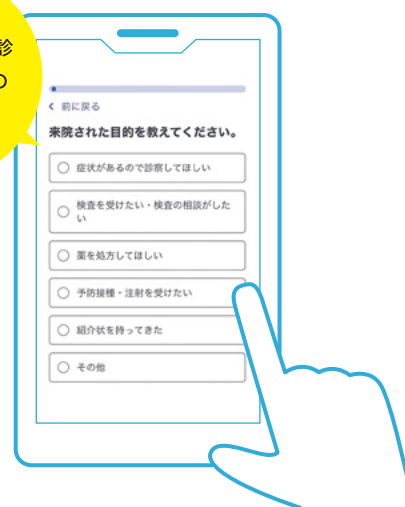 診
の
前に戻る
来院された目的を教えてください。
症状があるので診察してほしい
検査を受けたい・検査の相談がした
い
薬を処方してほしい
予防接種・注射を受けたい
紹介状を持ってきた
その他